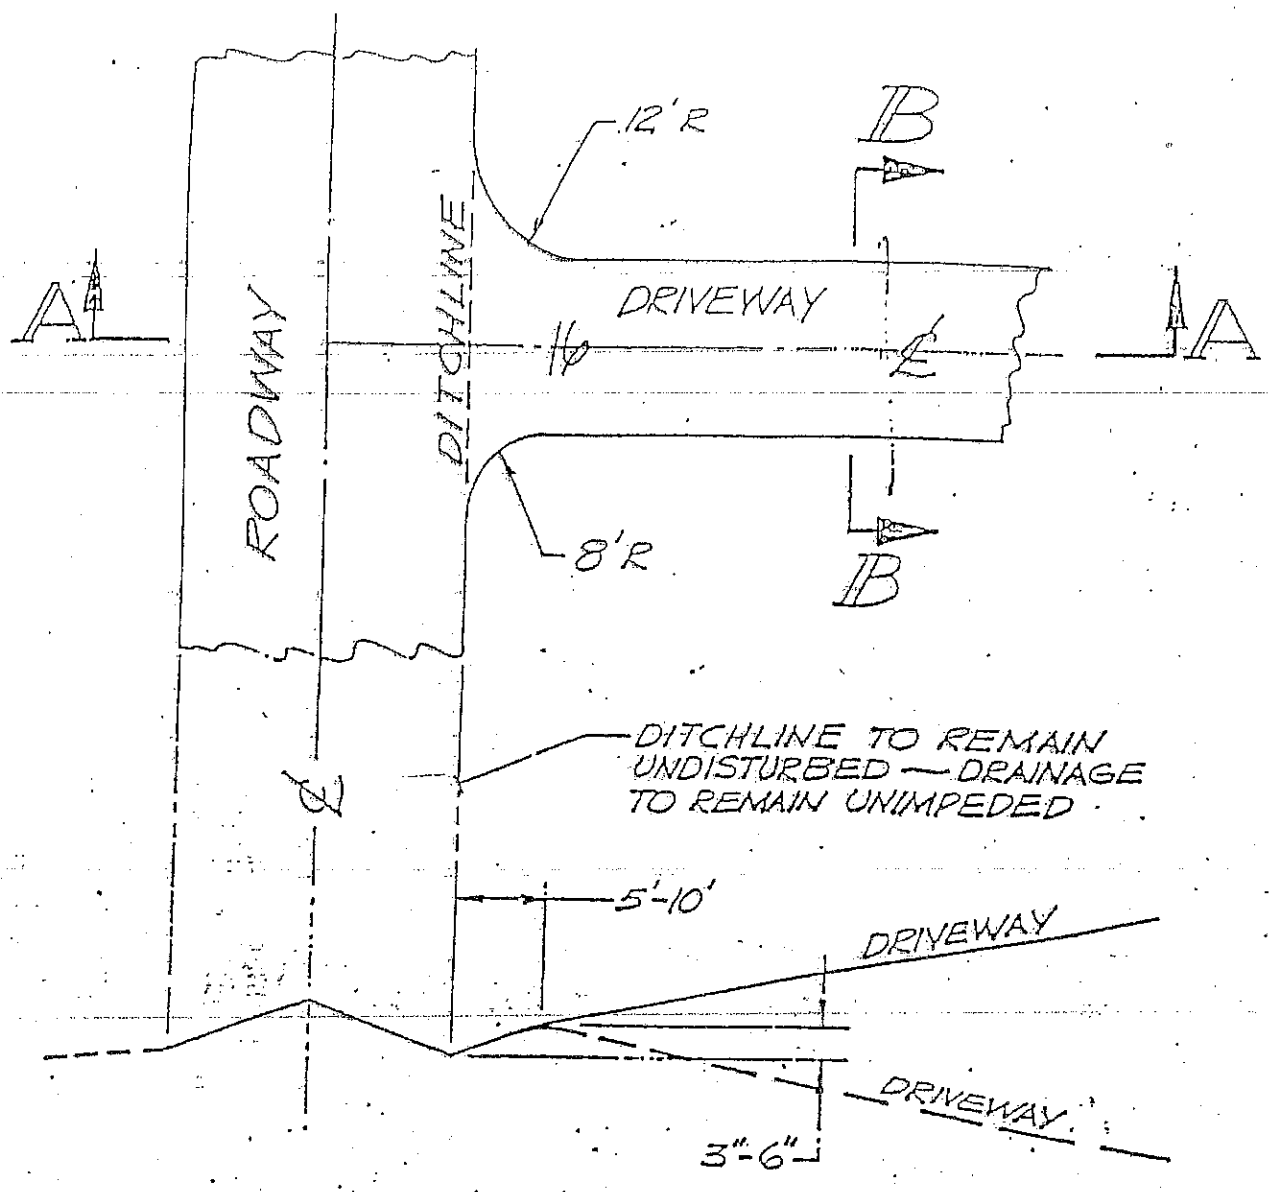 12'R
B
DRIVEWAY
A
ROADWAY
DITCHLINE
16
℄
A
8'R
B
DITCHLINE TO REMAIN
UNDISTURBED — DRAINAGE
TO REMAIN UNIMPEDED
℄
5'-10'
DRIVEWAY
DRIVEWAY
3"-6"